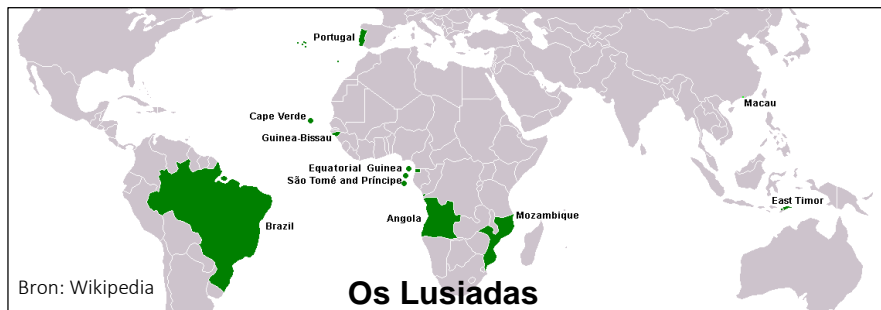 Portugal
Macau
Cape Verde
Guinea-Bissau
Equatorial Guinea
São Tomé and Príncipe
East Timor
Angola
Mozambique
Brazil
Bron: Wikipedia
Os Lusiadas